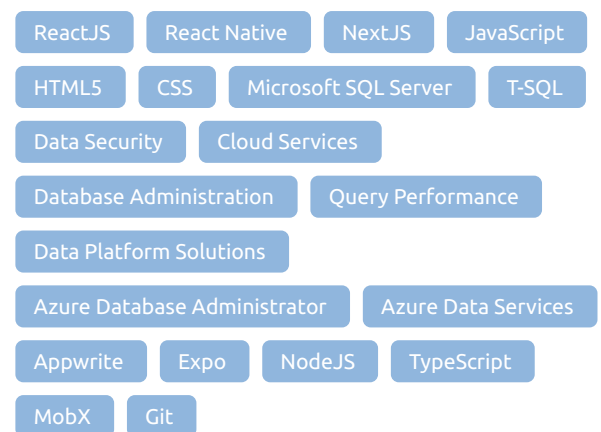 ReactJS React Native NextJS JavaScript
HTML5 CSS Microsoft SQL Server T-SQL
Data Security Cloud Services
Database Administration Query Performance
Data Platform Solutions
Azure Database Administrator Azure Data Services
Appwrite Expo NodeJS TypeScript
MobX Git